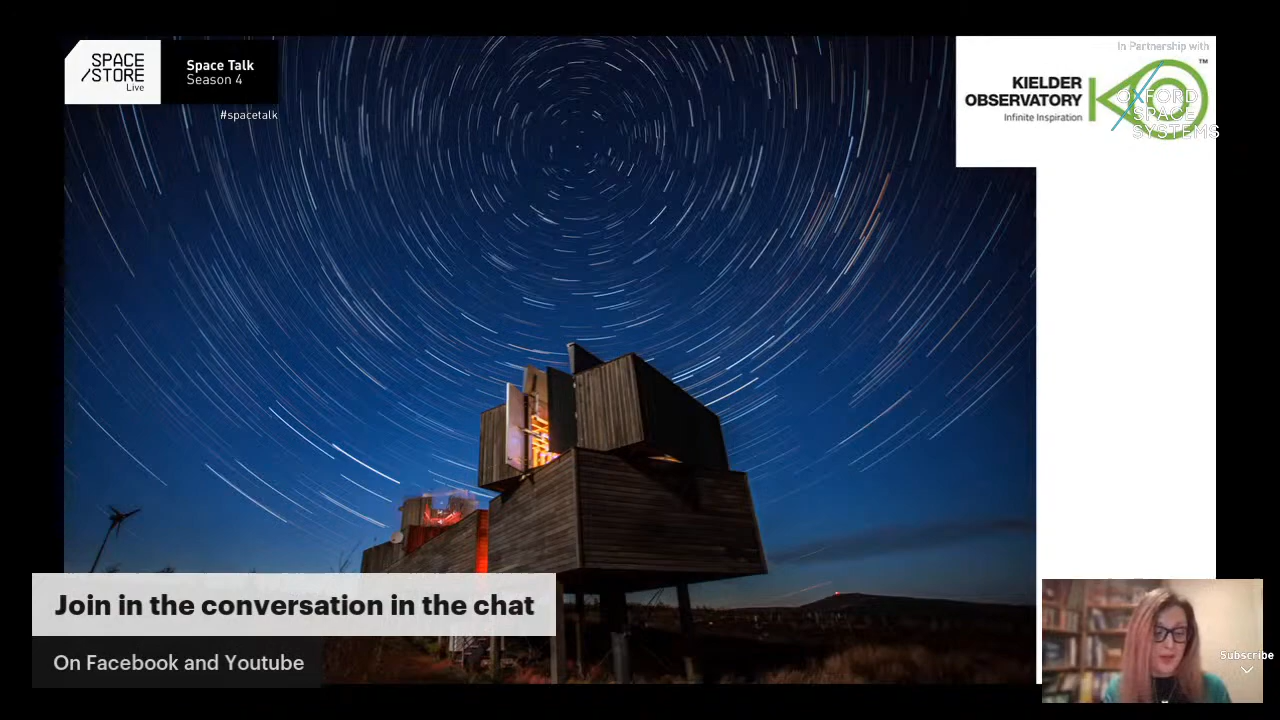 /SPACE
/STORE
Live
Space Talk
Season 4
#spacetalk
In Partnership with
KIELDER
OBSERVATORY
Infinite Inspiration
TM
OXFORD
SPACE
SYSTEMS
Join in the conversation in the chat
On Facebook and Youtube
Subscribe